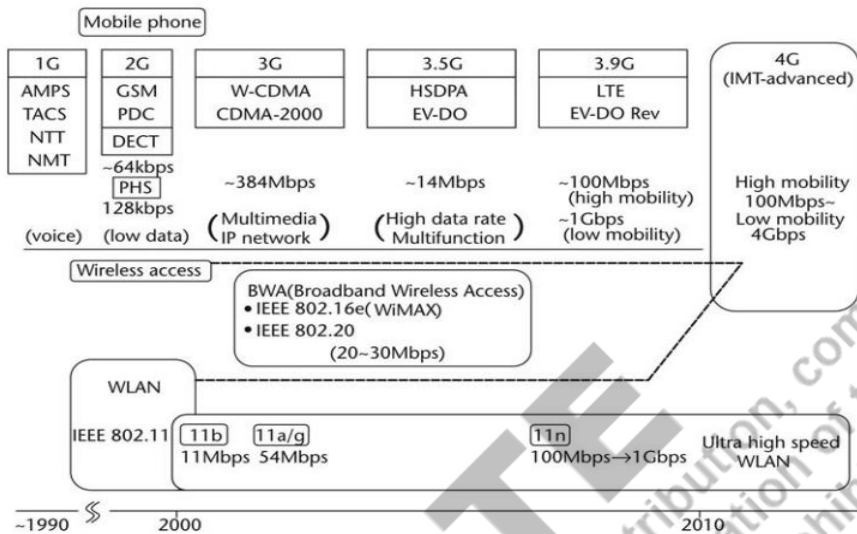 Mobile phone
1G
AMPS
TACS
NTT
NMT
(voice)
2G
GSM
PDC
DECT
~64kbps
PHS
128kbps
(low data)
3G
W-CDMA
CDMA-2000
~384Mbps
(Multimedia
IP network)
3.5G
HSDPA
EV-DO
~14Mbps
(High data rate
Multifunction)
3.9G
LTE
EV-DO Rev
~100Mbps
(high mobility)
~1Gbps
(low mobility)
4G
(IMT-advanced)
High mobility
100Mbps~
Low mobility
4Gbps
Wireless access
BWA(Broadband Wireless Access)
• IEEE 802.16e(WiMAX)
• IEEE 802.20
(20~30Mbps)
WLAN
IEEE 802.11
11b
11Mbps
11a/g
54Mbps
11n
100Mbps→1Gbps
Ultra high speed
WLAN
~1990
2000
2010